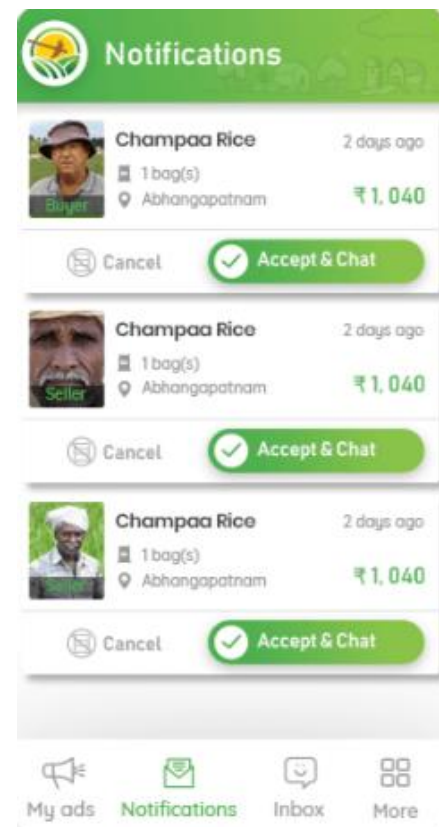 Notifications
Champaa Rice 2 days ago
1 bag(s)
Buyer Abhangapatnam ₹ 1, 040
Cancel Accept & Chat
Champaa Rice 2 days ago
1 bag(s)
Seller Abhangapatnam ₹ 1, 040
Cancel Accept & Chat
Champaa Rice 2 days ago
1 bag(s)
Seller Abhangapatnam ₹ 1, 040
Cancel Accept & Chat
My ads Notifications Inbox More